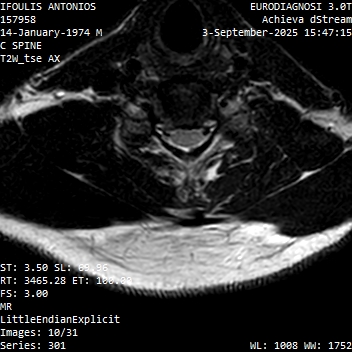 IFOULIS ANTONIOS
EURODIAGNOSI 3.0T
157958
Achieva dStream
14-January-1974 M
3-September-2025 15:47:15
C SPINE
T2W_tse AX
ST: 3.50 SL:
RT: 3465.28 ET:
FS: 3.00
MR
LittleEndianExplicit
Images: 10/31
Series: 301
WL: 1008 WW: 1752